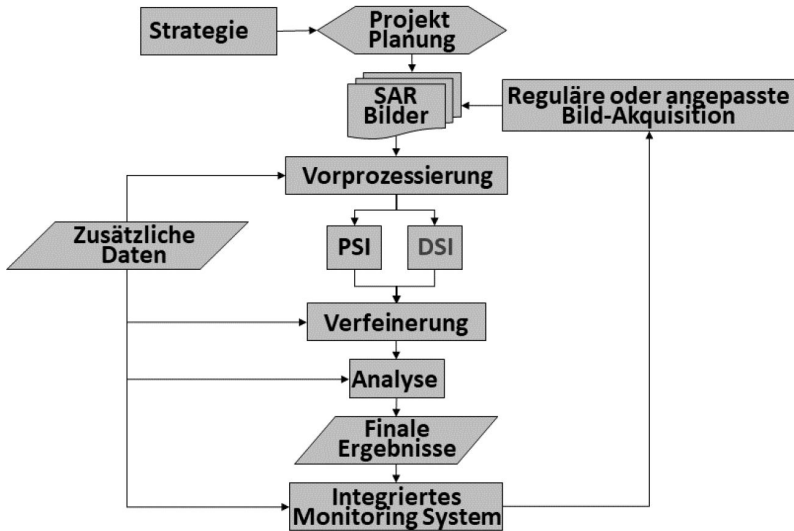 Strategie
Projekt
Planung
SAR
Bilder
Reguläre oder angepasste
Bild-Akquisition
Vorprozessierung
Zusätzliche
Daten
PSI
DSI
Verfeinerung
Analyse
Finale
Ergebnisse
Integriertes
Monitoring System